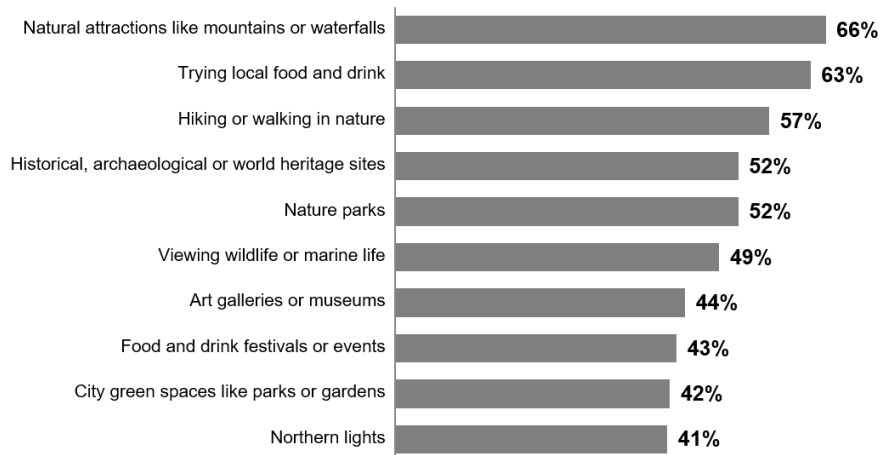 Natural attractions like mountains or waterfalls 66%
Trying local food and drink 63%
Hiking or walking in nature 57%
Historical, archaeological or world heritage sites 52%
Nature parks 52%
Viewing wildlife or marine life 49%
Art galleries or museums 44%
Food and drink festivals or events 43%
City green spaces like parks or gardens 42%
Northern lights 41%